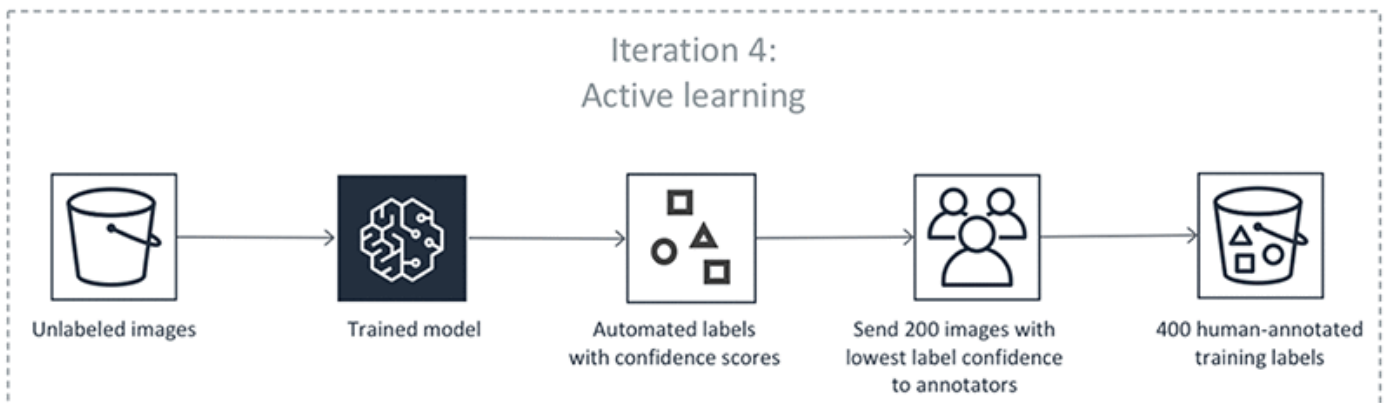 Iteration 4:
Active learning
Unlabeled images
Trained model
Automated labels
with confidence scores
Send 200 images with
lowest label confidence
to annotators
400 human-annotated
training labels